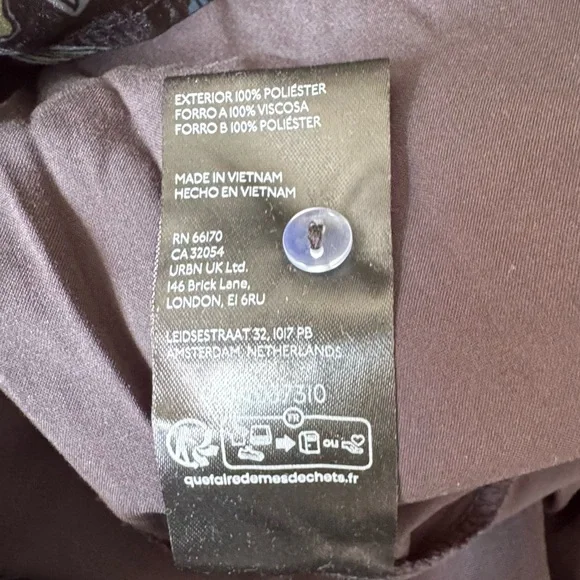 EXTERIOR 100% POLIÉSTER
FORRO A 100% VISCOSA
FORRO B 100% POLIÉSTER
MADE IN VIETNAM
HECHO EN VIETNAM
RN 66170
CA 32054
URBN UK Ltd.
146 Brick Lane,
LONDON, E1 6RU
LEIDSESTRAAT 32, 1017 PB
AMSTERDAM, NETHERLANDS
FR
ou
quefairedemesdechets.fr